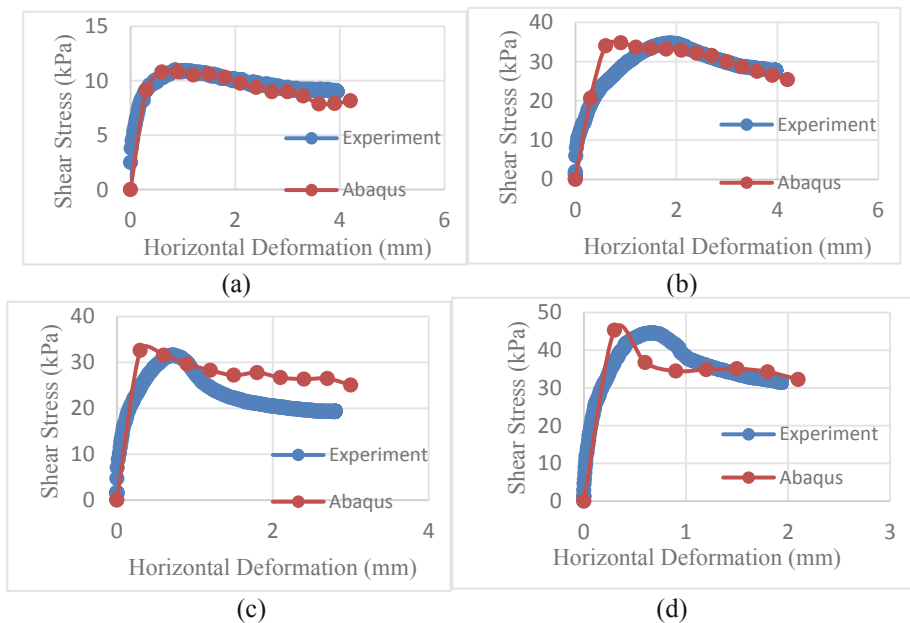 Shear Stress (kPa)
15
10
5
0
0 2 4 6
Experiment
Abaqus
Horizontal Deformation (mm)
(a)
Shear Stress (kPa)
40
30
20
10
0
0 2 4 6
Experiment
Abaqus
Horziontal Deformation (mm)
(b)
Shear Stress (kPa)
40
30
20
10
0
0 2 4
Experiment
Abaqus
Horizontal Deformation (mm)
(c)
Shear Stress (kPa)
50
40
30
20
10
0
0 1 2 3
Experiment
Abaqus
Horizontal Deformation (mm)
(d)